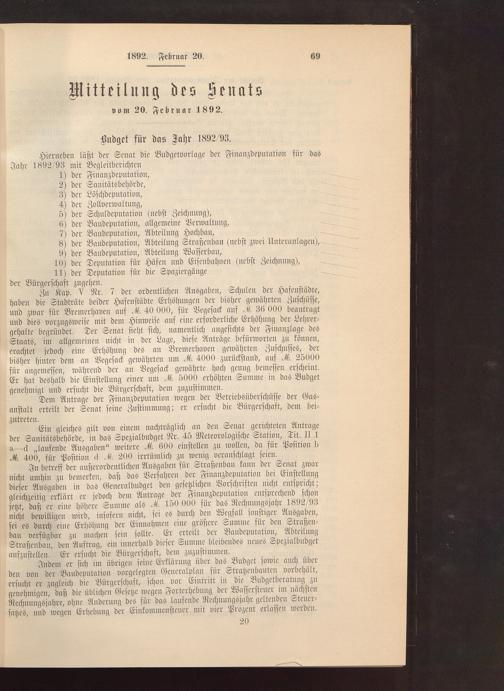 1892. Februar 20. 69
Mitteilung des Senats
vom 20. Februar 1892.
Budget für das Jahr 1892/93.
Hierneben läßt der Senat die Budgetvorlage der Finanzdeputation für das
Jahr 1892/93 mit Begleitberichten
1) der Finanzdeputation,
2) der Sanitätsbehörde,
3) der Löschdeputation,
4) der Zollverwaltung,
5) der Schuldeputation (nebst Zeichnung),
6) der Baudeputation, allgemeine Verwaltung,
7) der Baudeputation, Abteilung Hochbau,
8) der Baudeputation, Abteilung Straßenbau (nebst zwei Unteranlagen),
9) der Baudeputation, Abteilung Wasserbau,
10) der Deputation für Häfen und Eisenbahnen (nebst Zeichnung),
11) der Deputation für die Spaziergänge
der Bürgerschaft zugehen.
Zu Kap. V Nr. 7 der ordentlichen Ausgaben, Schulen der Hafenstädte,
haben die Stadträte beider Hafenstädte Erhöhungen der bisher gewährten Zuschüsse,
und zwar für Bremerhaven auf ℳ. 40 000, für Vegesack auf ℳ. 36 000 beantragt
und dies vorzugsweise mit dem Hinweise auf eine erforderliche Erhöhung der Lehrer-
gehalte begründet. Der Senat sieht sich, namentlich angesichts der Finanzlage des
Staats, im allgemeinen nicht in der Lage, diese Anträge befürworten zu können,
erachtet jedoch eine Erhöhung des an Bremerhaven gewährten Zuschusses, der
bisher hinter dem an Vegesack gewährten um ℳ. 4000 zurückstand, auf ℳ. 25000
für angemessen, während der an Vegesack gewährte hoch genug bemessen erscheint.
Er hat deshalb die Einstellung einer um ℳ. 5000 erhöhten Summe in das Budget
genehmigt und ersucht die Bürgerschaft, dem zuzustimmen.
Dem Antrage der Finanzdeputation wegen der Betriebsüberschüsse der Gas-
anstalt erteilt der Senat seine Zustimmung; er ersucht die Bürgerschaft, dem bei-
zutreten.
Ein gleiches gilt von einem nachträglich an den Senat gerichteten Antrage
der Sanitätsbehörde, in das Spezialbudget Nr. 45 Meteorologische Station, Tit. II 1
a—d „laufende Ausgaben“ weitere ℳ. 600 einstellen zu wollen, da für Position b
ℳ. 400, für Position d ℳ. 200 irrtümlich zu wenig veranschlagt seien.
In betreff der außerordentlichen Ausgaben für Straßenbau kann der Senat zwar
nicht umhin zu bemerken, daß das Verfahren der Finanzdeputation bei Einstellung
dieser Ausgaben in das Generalbudget den gesetzlichen Vorschriften nicht entspricht;
gleichzeitig erklärt er jedoch dem Antrage der Finanzdeputation entsprechend schon
jetzt, daß er eine höhere Summe als ℳ. 150 000 für das Rechnungsjahr 1892/93
nicht bewilligen wird, insofern nicht, sei es durch den Wegfall sonstiger Ausgaben,
sei es durch eine Erhöhung der Einnahmen eine größere Summe für den Straßen-
bau verfügbar zu machen sein sollte. Er erteilt der Baudeputation, Abteilung
Straßenbau, den Auftrag, ein innerhalb dieser Summe bleibendes neues Spezialbudget
aufzustellen. Er ersucht die Bürgerschaft, dem zuzustimmen.
Indem er sich im übrigen seine Erklärung über das Budget sowie auch über
den von der Baudeputation vorgelegten Generalplan für Straßenbauten vorbehält,
ersucht er zugleich die Bürgerschaft, schon vor Eintritt in die Budgetberatung zu
genehmigen, daß die üblichen Gesetze wegen Forterhebung der Wassersteuer im nächsten
Rechnungsjahre, ohne Änderung des für das laufende Rechnungsjahr geltenden Steuer-
satzes, und wegen Erhebung der Einkommensteuer mit vier Prozent erlassen werden.
20